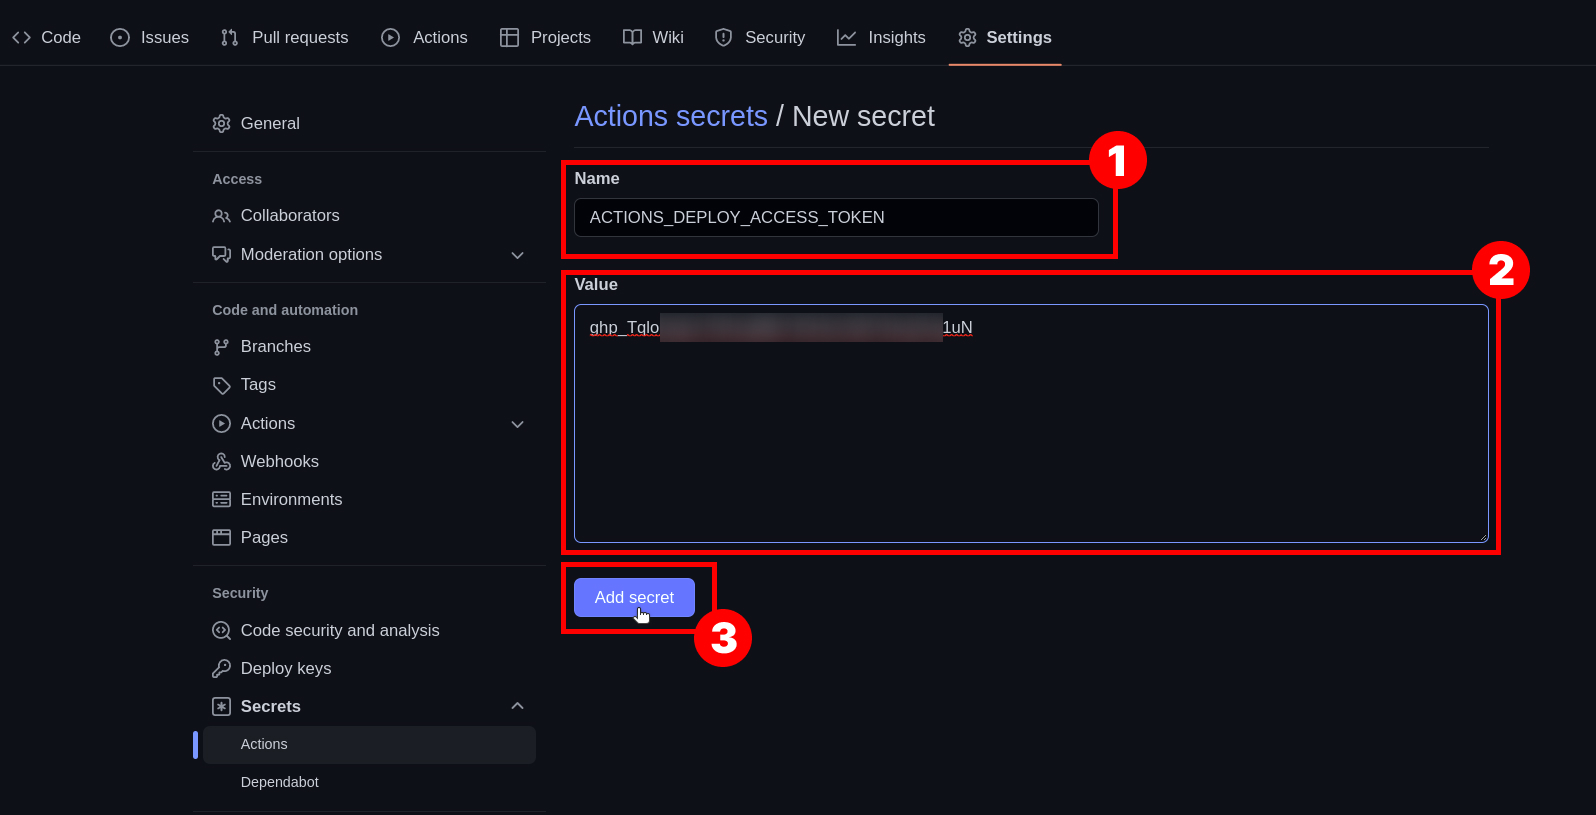 Code Issues Pull requests Actions Projects Wiki Security Insights Settings
General
Access
Collaborators
Moderation options
Code and automation
Branches
Tags
Actions
Webhooks
Environments
Pages
Security
Code security and analysis
Deploy keys
Secrets
Actions
Dependabot
Actions secrets / New secret
1
Name
ACTIONS_DEPLOY_ACCESS_TOKEN
2
Value
ghp_Tqlo 1uN
Add secret
3